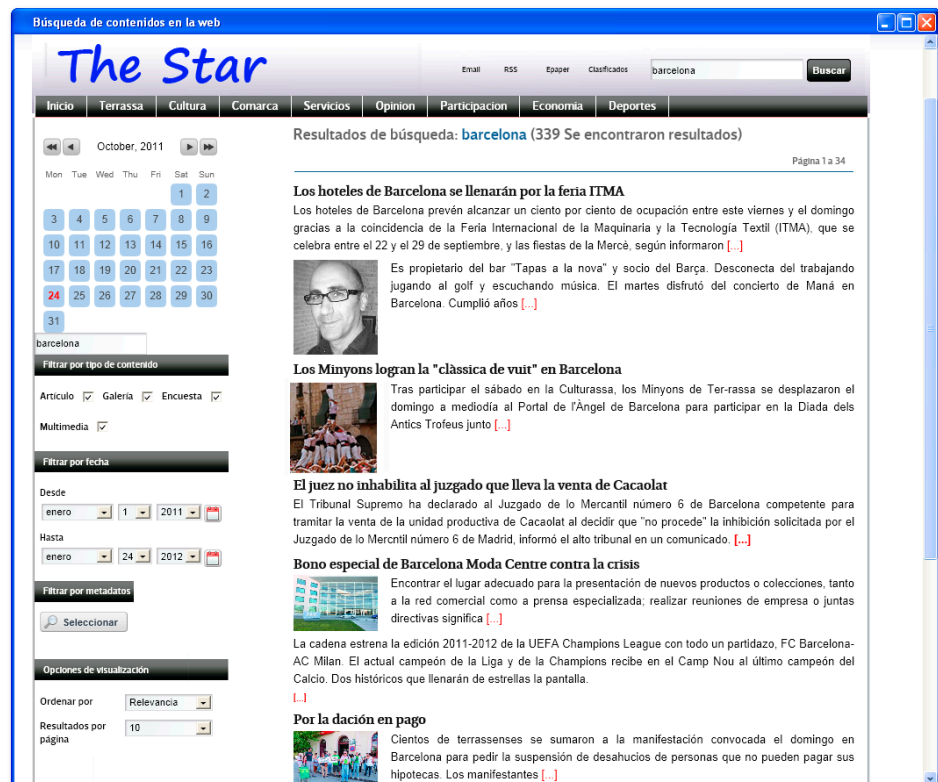 Búsqueda de contenidos en la web
The Star
Email RSS Epaper Clasificados barcelona Buscar
Inicio Terrassa Cultura Comarca Servicios Opinion Participacion Economia Deportes
October, 2011
Mon Tue Wed Thu Fri Sat Sun
1 2
3 4 5 6 7 8 9
10 11 12 13 14 15 16
17 18 19 20 21 22 23
24 25 26 27 28 29 30
31
barcelona
Filtrar por tipo de contenido
Artículo Galería Encuesta
Multimedia
Filtrar por fecha
Desde
enero 1 2011
Hasta
enero 24 2012
Filtrar por metadatos
Seleccionar
Opciones de visualización
Ordenar por Relevancia
Resultados por 10
página
Resultados de búsqueda: barcelona (339 Se encontraron resultados)
Página 1 a 34
Los hoteles de Barcelona se llenarán por la feria ITMA
Los hoteles de Barcelona prevén alcanzar un ciento por ciento de ocupación entre este viernes y el domingo
gracias a la coincidencia de la Feria Internacional de la Maquinaria y la Tecnología Textil (ITMA), que se
celebra entre el 22 y el 29 de septiembre, y las fiestas de la Mercè, según informaron [...]
Es propietario del bar "Tapas a la nova" y socio del Barça. Desconecta del trabajando
jugando al golf y escuchando música. El martes disfrutó del concierto de Maná en
Barcelona. Cumplió años [...]
Los Minyons logran la "clàssica de vuit" en Barcelona
Tras participar el sábado en la Culturassa, los Minyons de Ter-rassa se desplazaron el
domingo a mediodía al Portal de l'Àngel de Barcelona para participar en la Diada dels
Antics Trofeus junto [...]
El juez no inhabilita al juzgado que lleva la venta de Cacaolat
El Tribunal Supremo ha declarado al Juzgado de lo Mercantil número 6 de Barcelona competente para
tramitar la venta de la unidad productiva de Cacaolat al decidir que "no procede" la inhibición solicitada por el
Juzgado de lo Merntil número 6 de Madrid, informó el alto tribunal en un comunicado. [...]
Bono especial de Barcelona Moda Centre contra la crisis
Encontrar el lugar adecuado para la presentación de nuevos productos o colecciones, tanto
a la red comercial como a prensa especializada; realizar reuniones de empresa o juntas
directivas significa [...]
La cadena estrena la edición 2011-2012 de la UEFA Champions League con todo un partidazo, FC Barcelona-
AC Milan. El actual campeón de la Liga y de la Champions recibe en el Camp Nou al último campeón del
Calcio. Dos históricos que llenarán de estrellas la pantalla.
[...]
Por la dación en pago
Cientos de terrassenses se sumaron a la manifestación convocada el domingo en
Barcelona para pedir la suspensión de desahucios de personas que no pueden pagar sus
hipotecas. Los manifestantes [...]